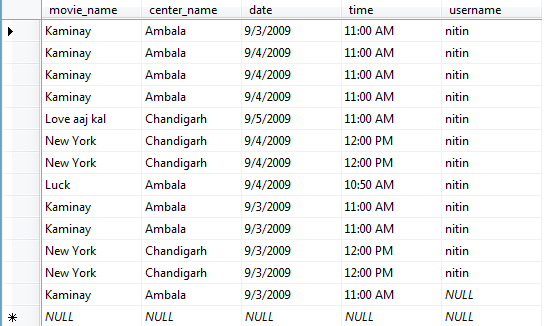 movie_name center_name date time username
Kaminay Ambala 9/3/2009 11:00 AM nitin
Kaminay Ambala 9/4/2009 11:00 AM nitin
Kaminay Ambala 9/4/2009 11:00 AM nitin
Kaminay Ambala 9/4/2009 11:00 AM nitin
Love aaj kal Chandigarh 9/5/2009 11:00 AM nitin
New York Chandigarh 9/4/2009 12:00 PM nitin
New York Chandigarh 9/4/2009 12:00 PM nitin
Luck Ambala 9/4/2009 10:50 AM nitin
Kaminay Ambala 9/3/2009 11:00 AM nitin
Kaminay Ambala 9/3/2009 11:00 AM nitin
New York Chandigarh 9/3/2009 12:00 PM nitin
New York Chandigarh 9/3/2009 12:00 PM nitin
Kaminay Ambala 9/3/2009 11:00 AM NULL
NULL NULL NULL NULL NULL